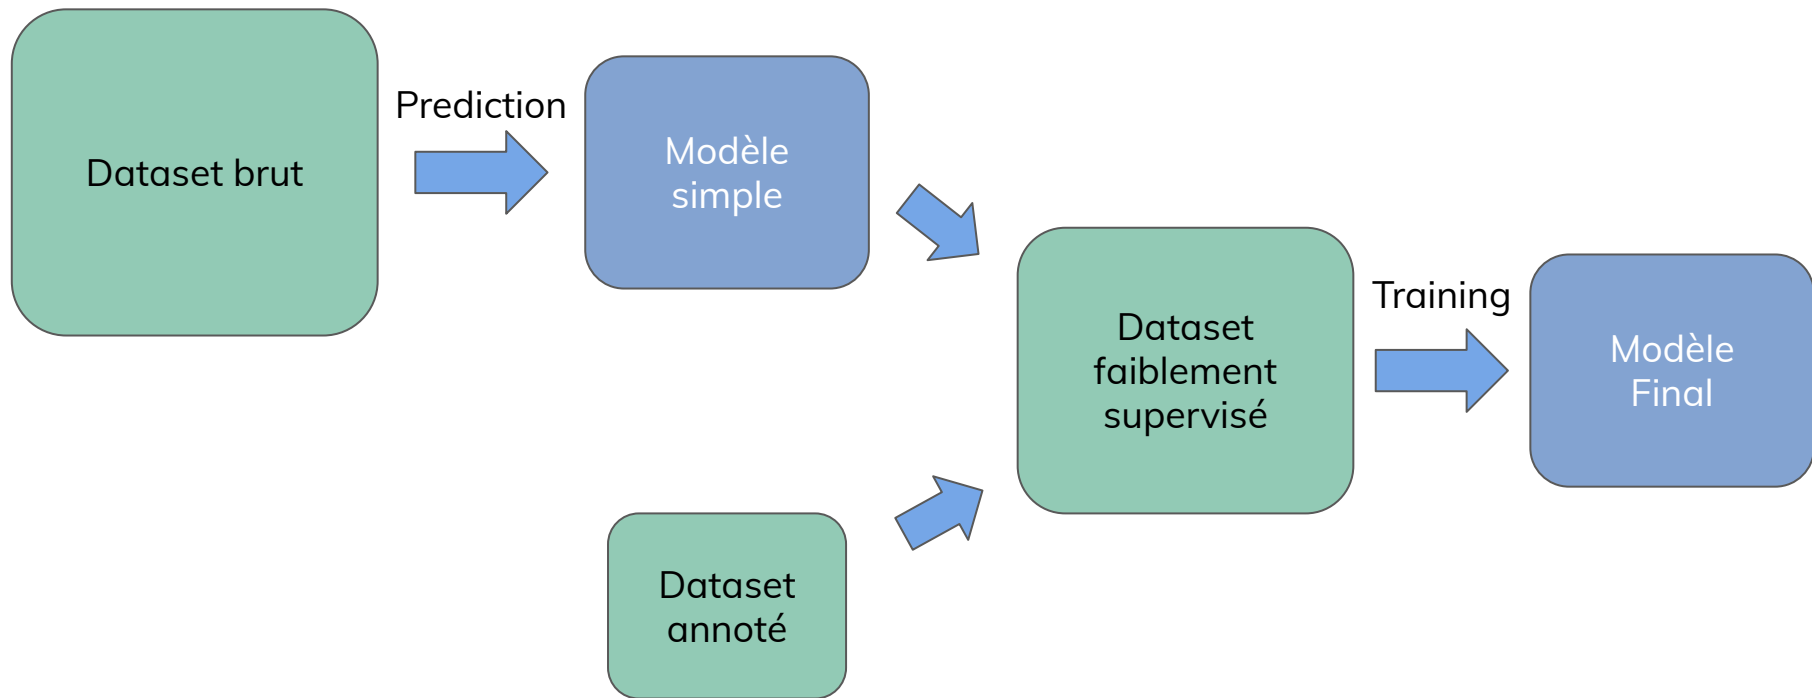 Dataset brut
Prediction
Modèle
simple
Dataset
faiblement
supervisé
Training
Modèle
Final
Dataset
annoté